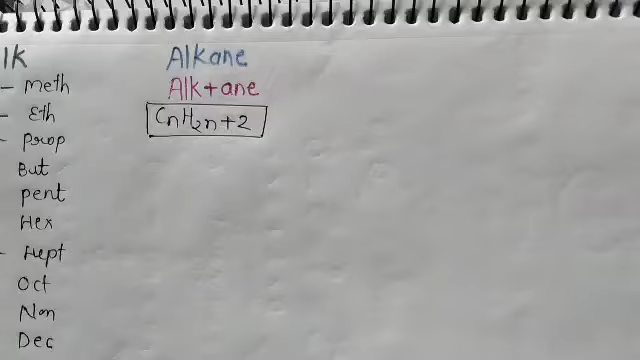 lk
Alkane
Alk+ane
CnH2n+2
– Meth
– Eth
– Prop
But
pent
Hex
– Hept
Oct
Non
Dec